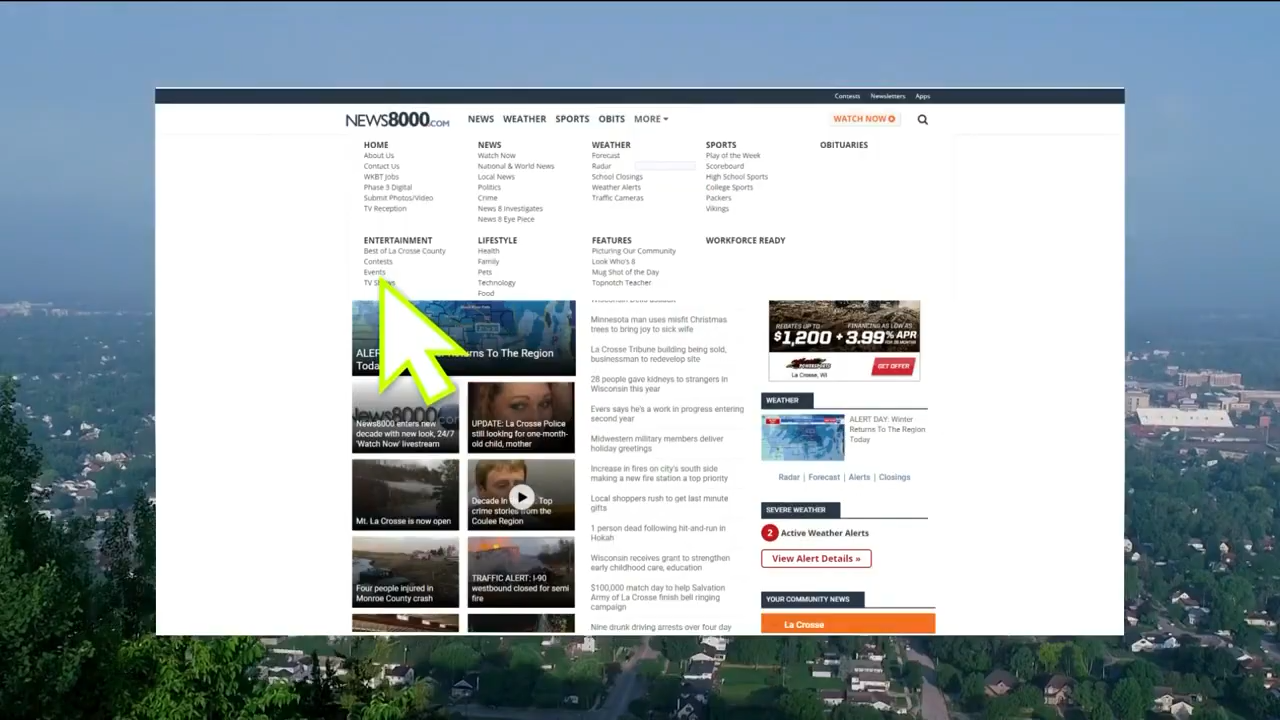 Contests Newsletters Apps
NEWS8000.COM NEWS WEATHER SPORTS OBITS MORE WATCH NOW
HOME
About Us
Contact Us
WKBT Jobs
Phase 3 Digital
Submit Photos/Video
TV Reception
NEWS
Watch Now
National & World News
Local News
Politics
Crime
News 8 Investigates
News 8 Eye Piece
WEATHER
Forecast
Radar
School Closings
Weather Alerts
Traffic Cameras
SPORTS
Play of the Week
Scoreboard
High School Sports
College Sports
Packers
Vikings
OBITUARIES
ENTERTAINMENT
Best of La Crosse County
Contests
Events
TV
LIFESTYLE
Health
Family
Pets
Technology
Food
FEATURES
Picturing Our Community
Look Who's 8
Mug Shot of the Day
Topnotch Teacher
WORKFORCE READY
Returns To The Region
News8000 enters new
decade with new look, 24/7
'Watch Now' livestream
UPDATE: La Crosse Police
still looking for one-month-
old child, mother
Mt. La Crosse is now open
Decade In Top
crime stories from the
Coulee Region
Four people injured in
Monroe County crash
TRAFFIC ALERT: I-90
westbound closed for semi
fire
Minnesota man uses misfit Christmas
trees to bring joy to sick wife
La Crosse Tribune building being sold,
businessman to redevelop site
28 people gave kidneys to strangers in
Wisconsin this year
Evers says he's a work in progress entering
second year
Midwestern military members deliver
holiday greetings
Increase in fires on city's south side
making a new fire station a top priority
Local shoppers rush to get last minute
gifts
1 person dead following hit-and-run in
Hokah
Wisconsin receives grant to strengthen
early childhood care, education
$100,000 match day to help Salvation
Army of La Crosse finish bell ringing
campaign
Nine drunk driving arrests over four day
REBATES UP TO FINANCING AS LOW AS
$1,200 + 3.99% APR
La Crosse, WI
GET OFFER
WEATHER
ALERT DAY: Winter
Returns To The Region
Today
Radar | Forecast | Alerts | Closings
SEVERE WEATHER
2 Active Weather Alerts
View Alert Details »
YOUR COMMUNITY NEWS
La Crosse